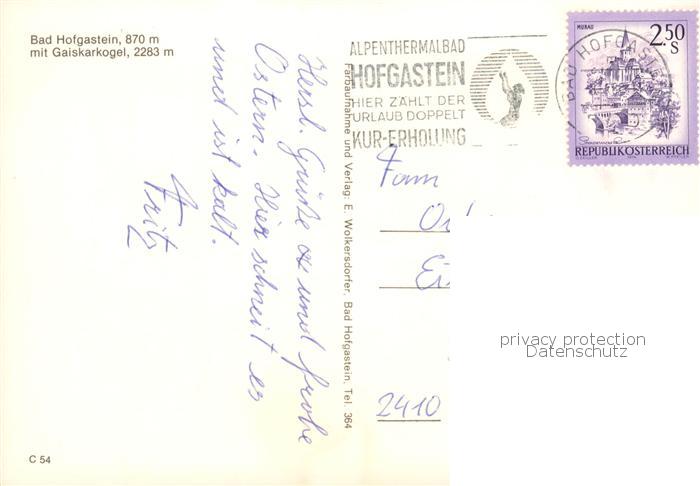 Bad Hofgastein, 870 m
mit Gaiskarkogel, 2283 m
ALPENTHERMALBAD
HOFGASTEIN
HIER ZÄHLT DER
URLAUB DOPPELT
KUR-ERHOLUNG
BAD HOFGAST
MURAU
2.50
S
REPUBLIK ÖSTERREICH
Herzl. Grüße und frohe
Ostern. Hier schneit es
und ist kalt.
Fritz
Farbaufnahme und Verlag: E. Wolkersdorfer, Bad Hofgastein, Tel. 364
Fam
Ei
2410
privacy protection
Datenschutz
C 54